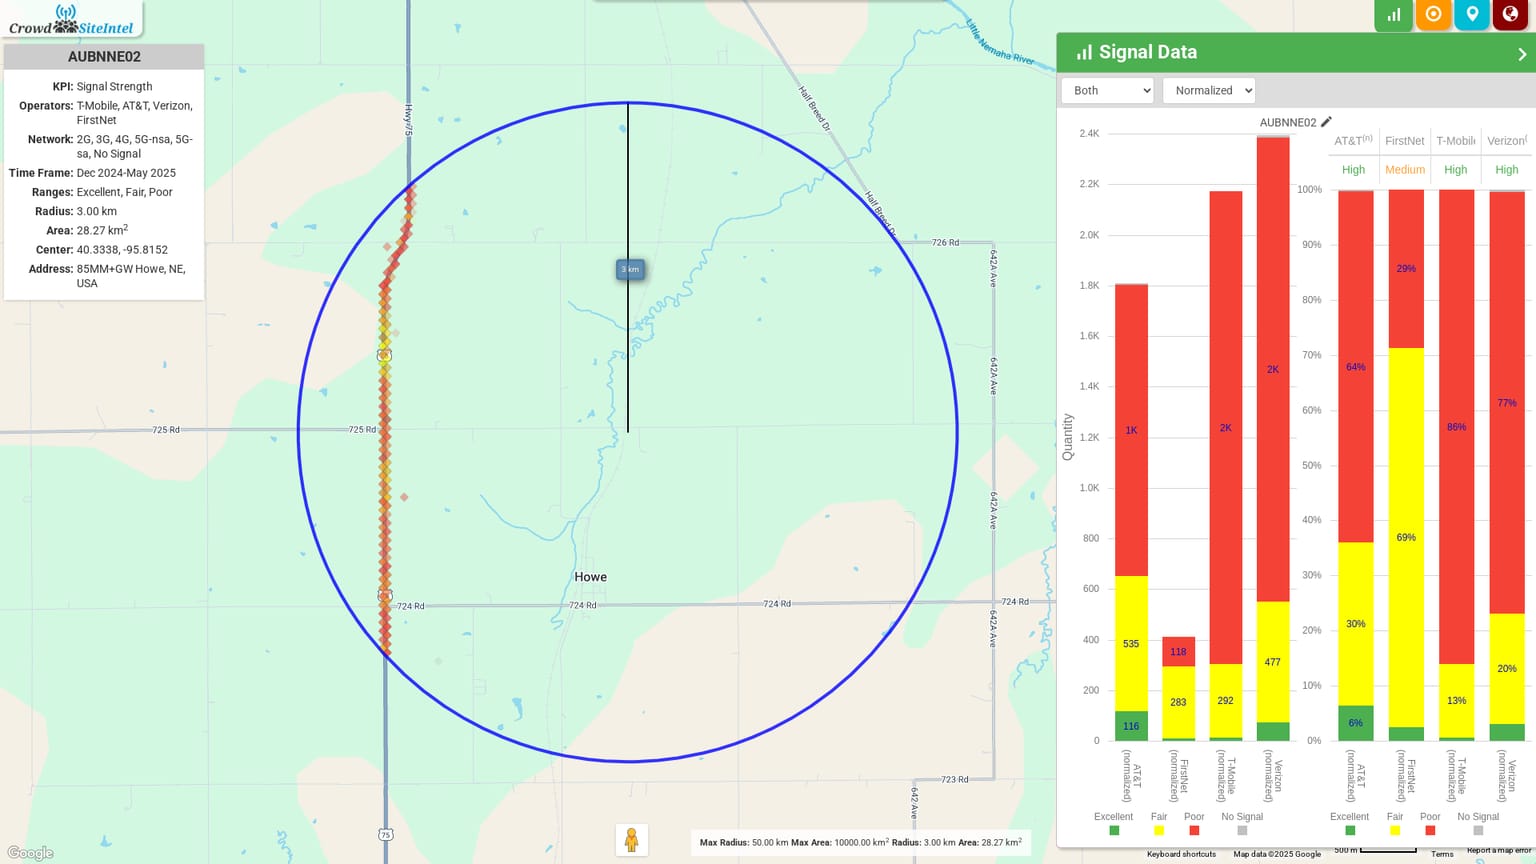 Crowd SiteIntel
AUBNNE02
KPI: Signal Strength
Operators: T-Mobile, AT&T, Verizon,
FirstNet
Network: 2G, 3G, 4G, 5G-nsa, 5G-
sa, No Signal
Time Frame: Dec 2024-May 2025
Ranges: Excellent, Fair, Poor
Radius: 3.00 km
Area: 28.27 km²
Center: 40.3338, -95.8152
Address: 85MM+GW Howe, NE,
USA
Little Nemaha River
Hwy 75
Half Breed Dr
Half Breed Dr
726 Rd
642A Ave
3 km
642A Ave
725 Rd
725 Rd
642A Ave
Howe
724 Rd
724 Rd
724 Rd
724 Rd
642A Ave
723 Rd
642 Ave
75
Google
Max Radius: 50.00 km Max Area: 10000.00 km² Radius: 3.00 km Area: 28.27 km²
Signal Data
Both
Normalized
AUBNNE02
2.4K
2.2K
2.0K
1.8K
1.6K
1.4K
1.2K
1.0K
800
600
400
200
0
Quantity
1K
535
116
118
283
2K
292
2K
477
AT&T (normalized)
FirstNet (normalized)
T-Mobile (normalized)
Verizon (normalized)
Excellent Fair Poor No Signal
AT&T(n) FirstNet T-Mobile Verizon(
High Medium High High
100%
90%
80%
70%
60%
50%
40%
30%
20%
10%
0%
64%
30%
6%
29%
69%
86%
13%
77%
20%
AT&T (normalized)
FirstNet (normalized)
T-Mobile (normalized)
Verizon (normalized)
Excellent Fair Poor No Signal
500 m
Keyboard shortcuts Map data ©2025 Google Terms Report a map error